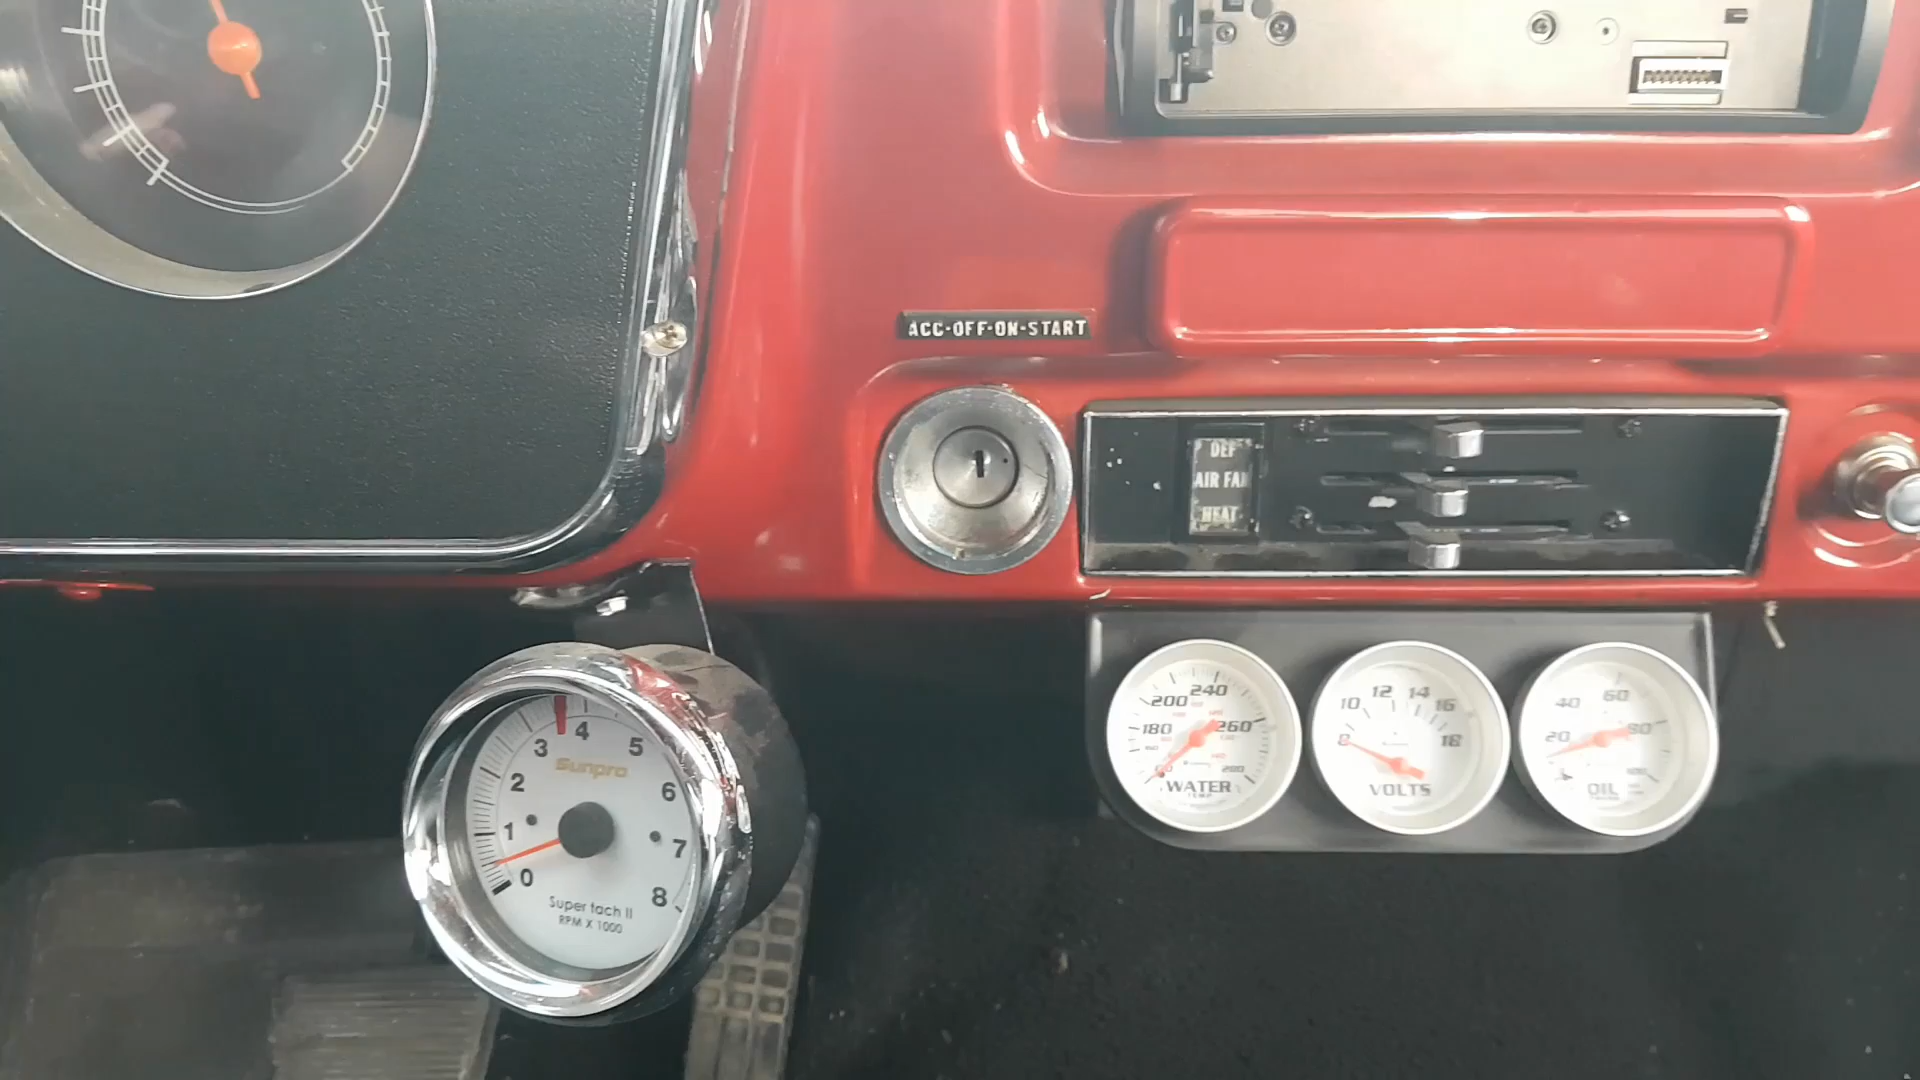 ACC-OFF-ON-START
DEF
AIR FAN
HEAT
0 1 2 3 4 5 6 7 8
Sunpro
Super tach II
RPM X 1000
180 200 240 260
WATER
TEMP
8 10 12 14 16 18
VOLTS
20 40 60 80 100
OIL